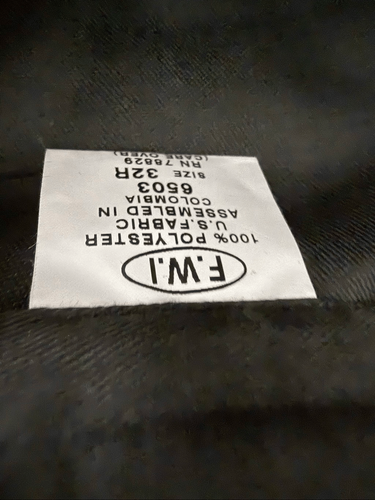 F.W.I
100% POLYESTER
U.S.FABRIC
ASSEMBLED IN
COLOMBIA
6503
SIZE 32R
RN 78829
(CARE OVER)